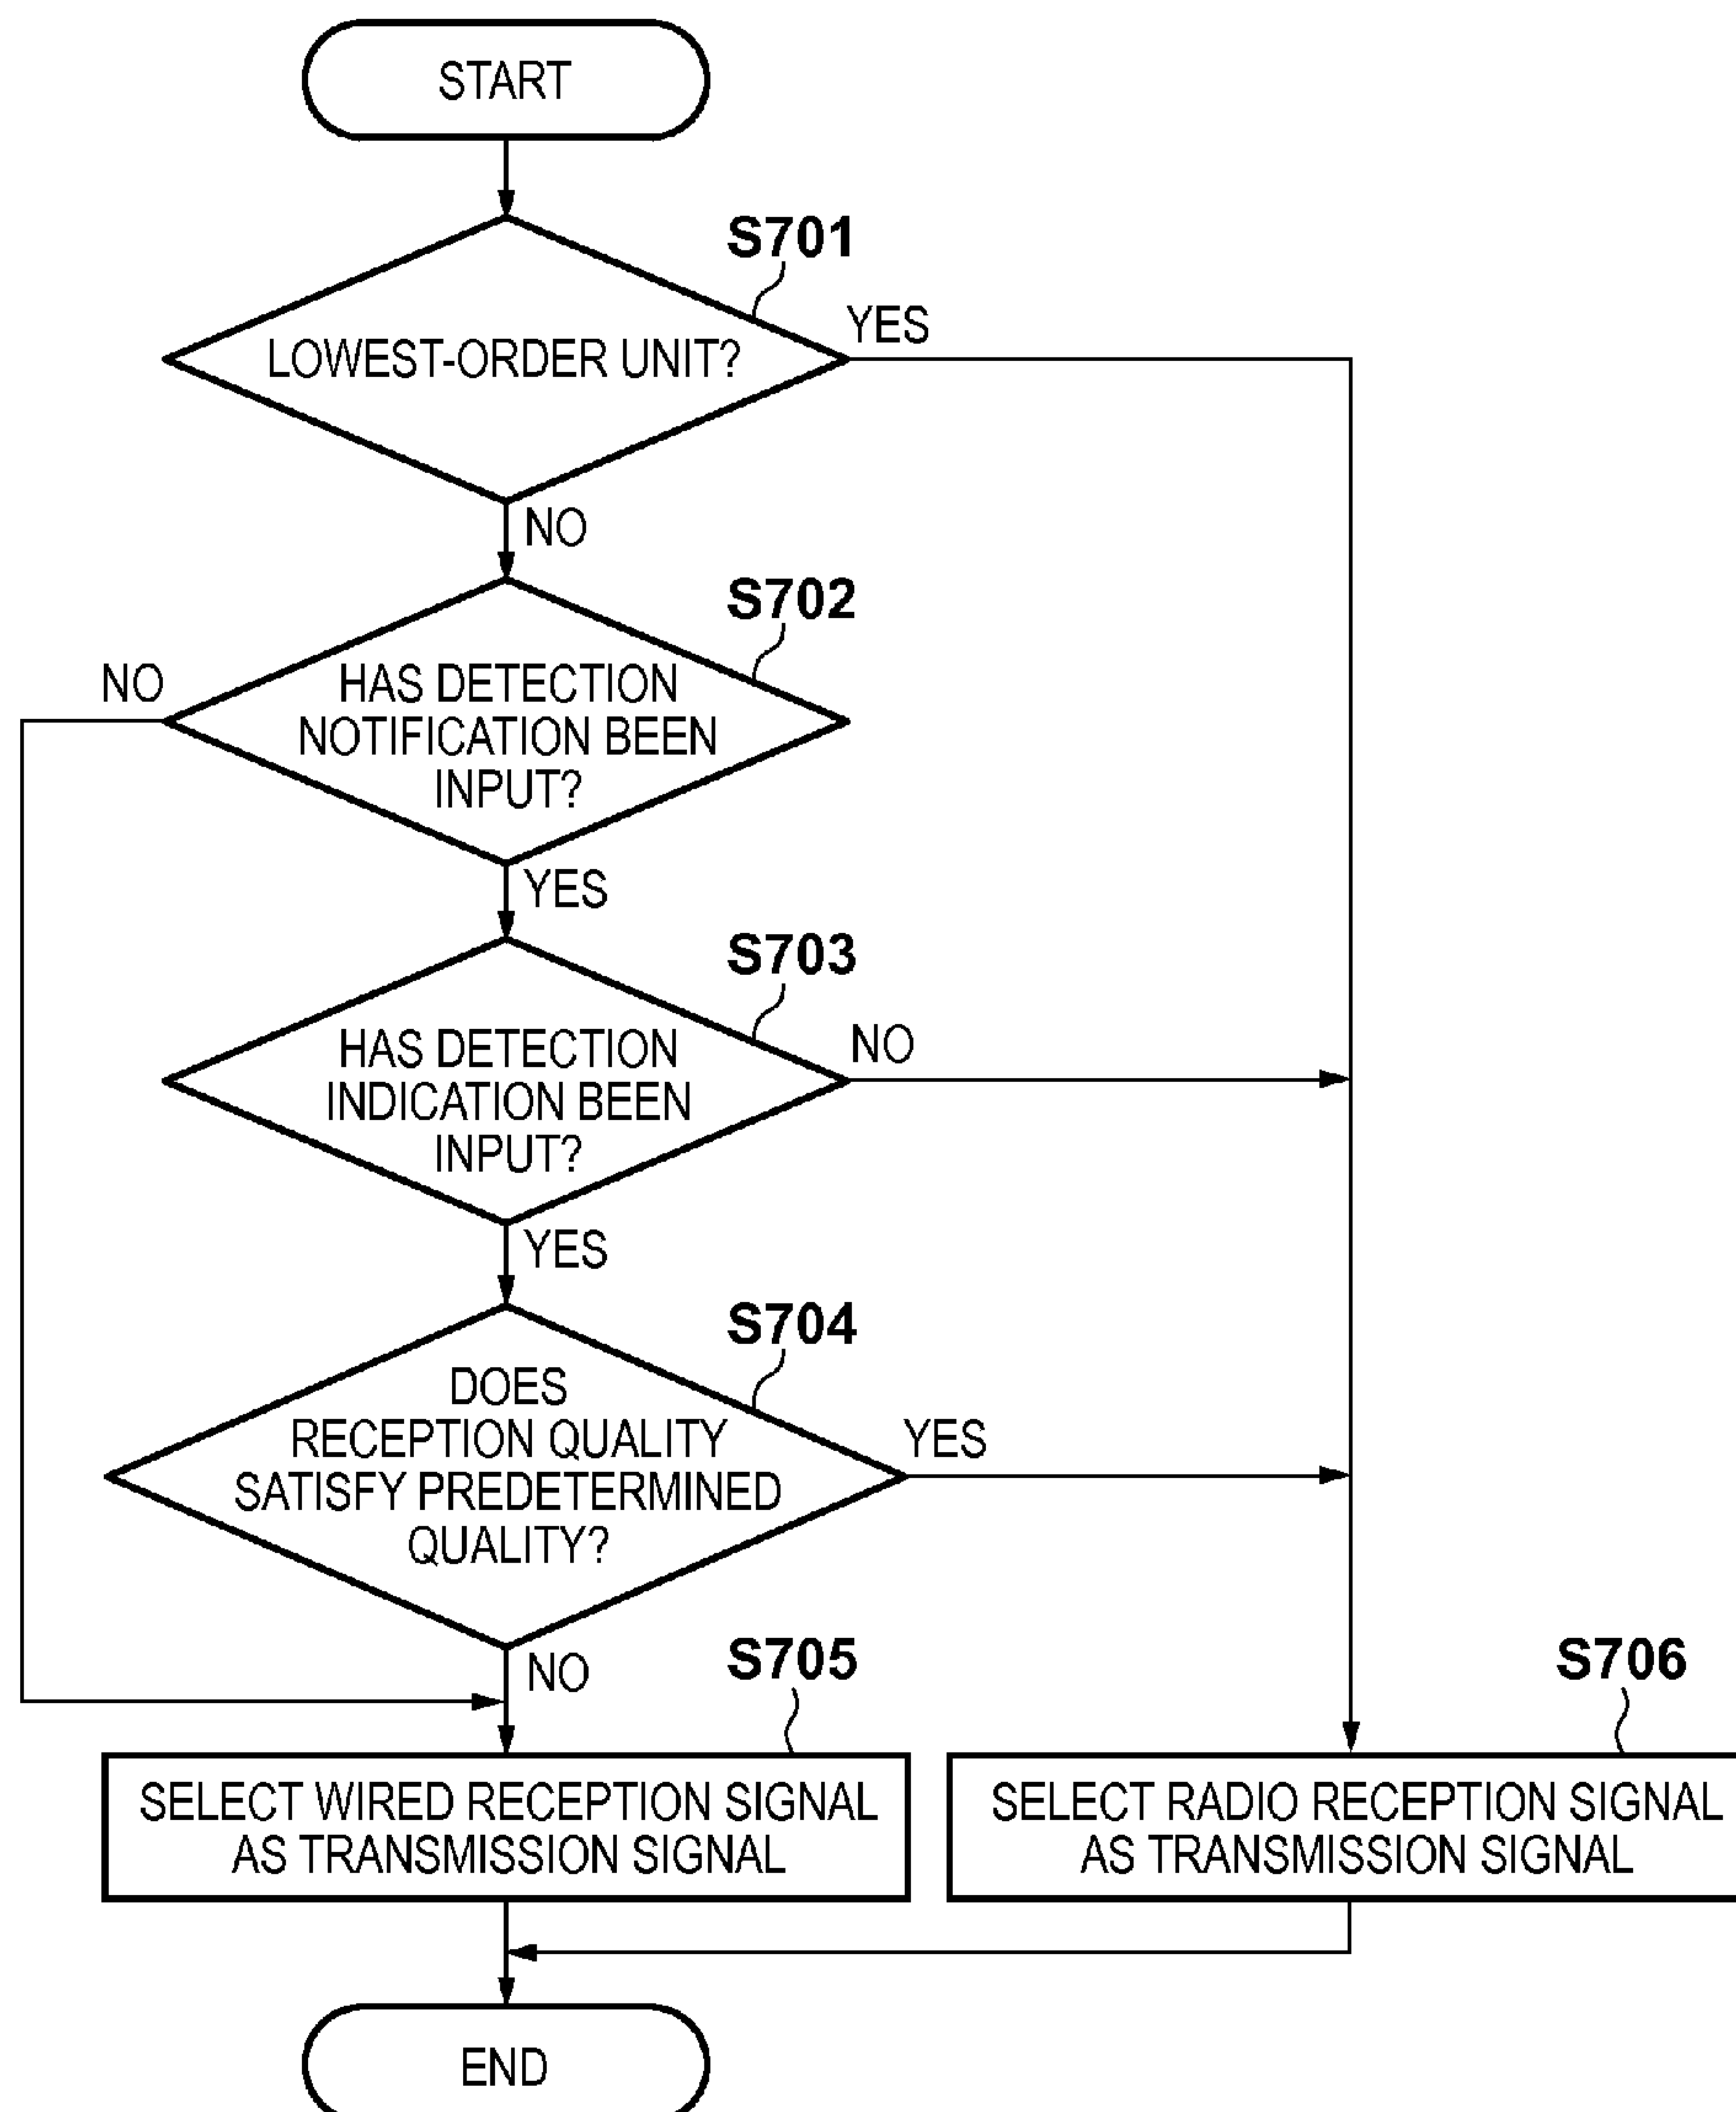 START
S701
LOWEST-ORDER UNIT?
YES
NO
S702
NO
HAS DETECTION
NOTIFICATION BEEN
INPUT?
YES
S703
HAS DETECTION
INDICATION BEEN
INPUT?
NO
YES
S704
DOES
RECEPTION QUALITY
SATISFY PREDETERMINED
QUALITY?
YES
NO
S705
S706
SELECT WIRED RECEPTION SIGNAL
AS TRANSMISSION SIGNAL
SELECT RADIO RECEPTION SIGNAL
AS TRANSMISSION SIGNAL
END